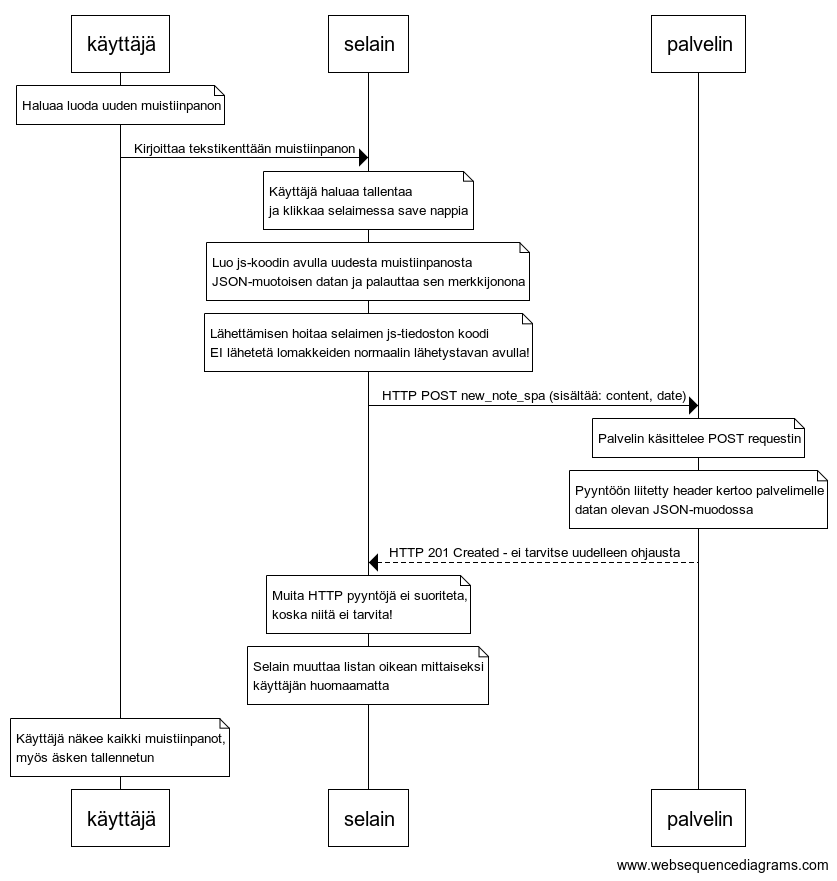 käyttäjä
selain
palvelin
Haluaa luoda uuden muistiinpanon
Kirjoittaa tekstikenttään muistiinpanon
Käyttäjä haluaa tallentaa
ja klikkaa selaimessa save nappia
Luo js-koodin avulla uudesta muistiinpanosta
JSON-muotoisen datan ja palauttaa sen merkkijonona
Lähettämisen hoitaa selaimen js-tiedoston koodi
EI lähetetä lomakkeiden normaalin lähetystavan avulla!
HTTP POST new_note_spa (sisältää: content, date)
Palvelin käsittelee POST requestin
Pyyntöön liitetty header kertoo palvelimelle
datan olevan JSON-muodossa
HTTP 201 Created - ei tarvitse uudelleen ohjausta
Muita HTTP pyyntöjä ei suoriteta,
koska niitä ei tarvita!
Selain muuttaa listan oikean mittaiseksi
käyttäjän huomaamatta
Käyttäjä näkee kaikki muistiinpanot,
myös äsken tallennetun
käyttäjä
selain
palvelin
www.websequencediagrams.com